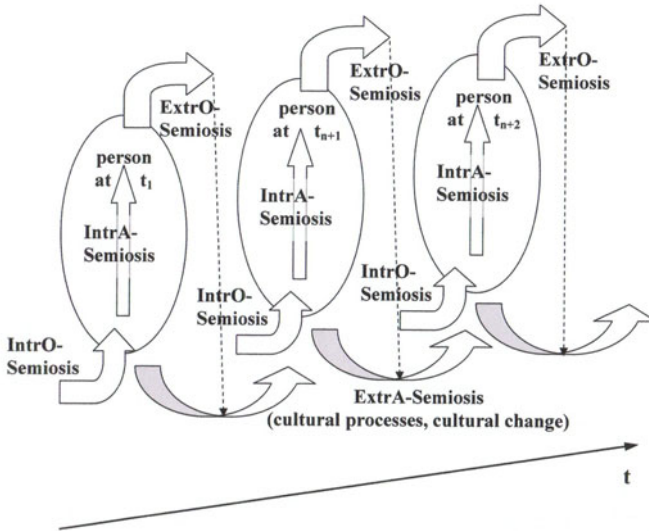 ExtrO-
Semiosis
person
at t1
IntrA-
Semiosis
IntrO-
Semiosis
ExtrO-
Semiosis
person
at tn+1
IntrA-
Semiosis
IntrO-
Semiosis
ExtrO-
Semiosis
person
at tn+2
IntrA-
Semiosis
IntrO-
Semiosis
ExtrA-Semiosis
(cultural processes, cultural change)
t